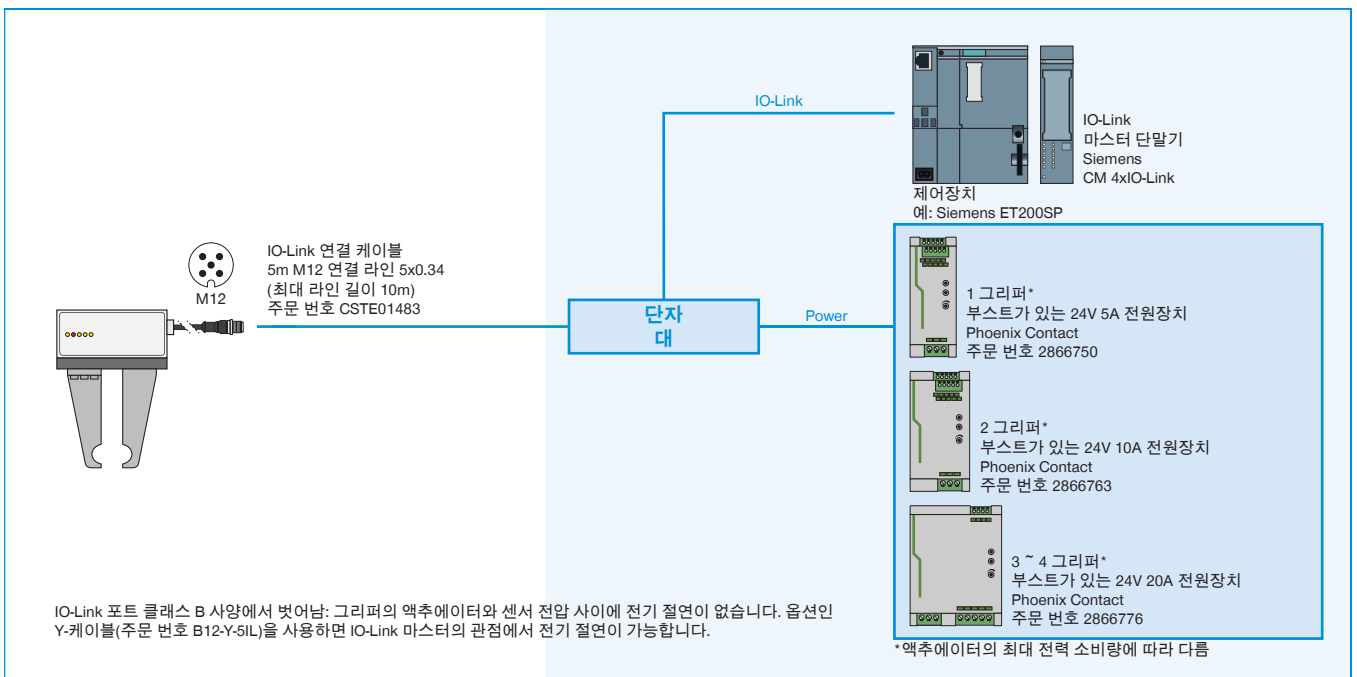 IO-Link
IO-Link
마스터 단말기
Siemens
CM 4xIO-Link
제어장치
예: Siemens ET200SP
M12
IO-Link 연결 케이블
5m M12 연결 라인 5x0.34
(최대 라인 길이 10m)
주문 번호 CSTE01483
단자
대
Power
1 그리퍼*
부스트가 있는 24V 5A 전원장치
Phoenix Contact
주문 번호 2866750
2 그리퍼*
부스트가 있는 24V 10A 전원장치
Phoenix Contact
주문 번호 2866763
3 ~ 4 그리퍼*
부스트가 있는 24V 20A 전원장치
Phoenix Contact
주문 번호 2866776
IO-Link 포트 클래스 B 사양에서 벗어남: 그리퍼의 액추에이터와 센서 전압 사이에 전기 절연이 없습니다. 옵션인
Y-케이블(주문 번호 B12-Y-5IL)을 사용하면 IO-Link 마스터의 관점에서 전기 절연이 가능합니다.
*액추에이터의 최대 전력 소비량에 따라 다름